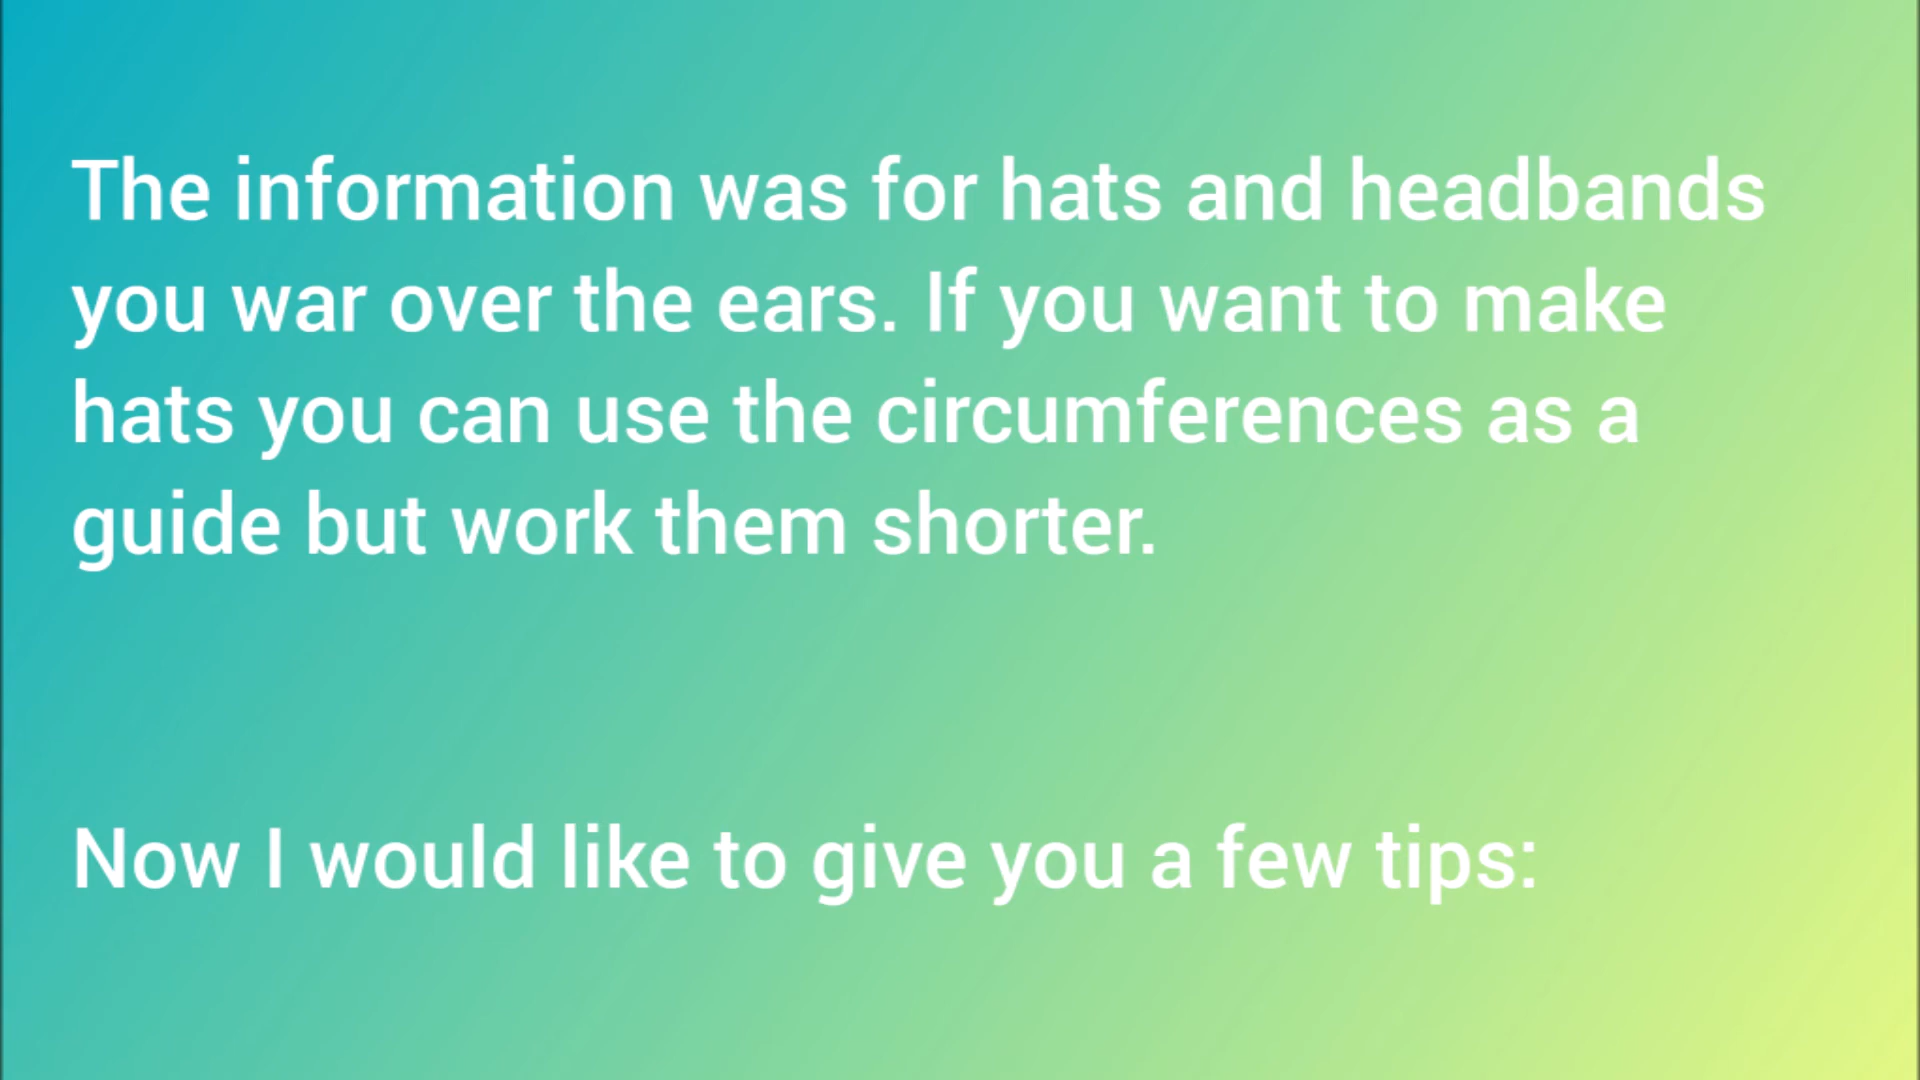 The information was for hats and headbands
you war over the ears. If you want to make
hats you can use the circumferences as a
guide but work them shorter.
Now I would like to give you a few tips: